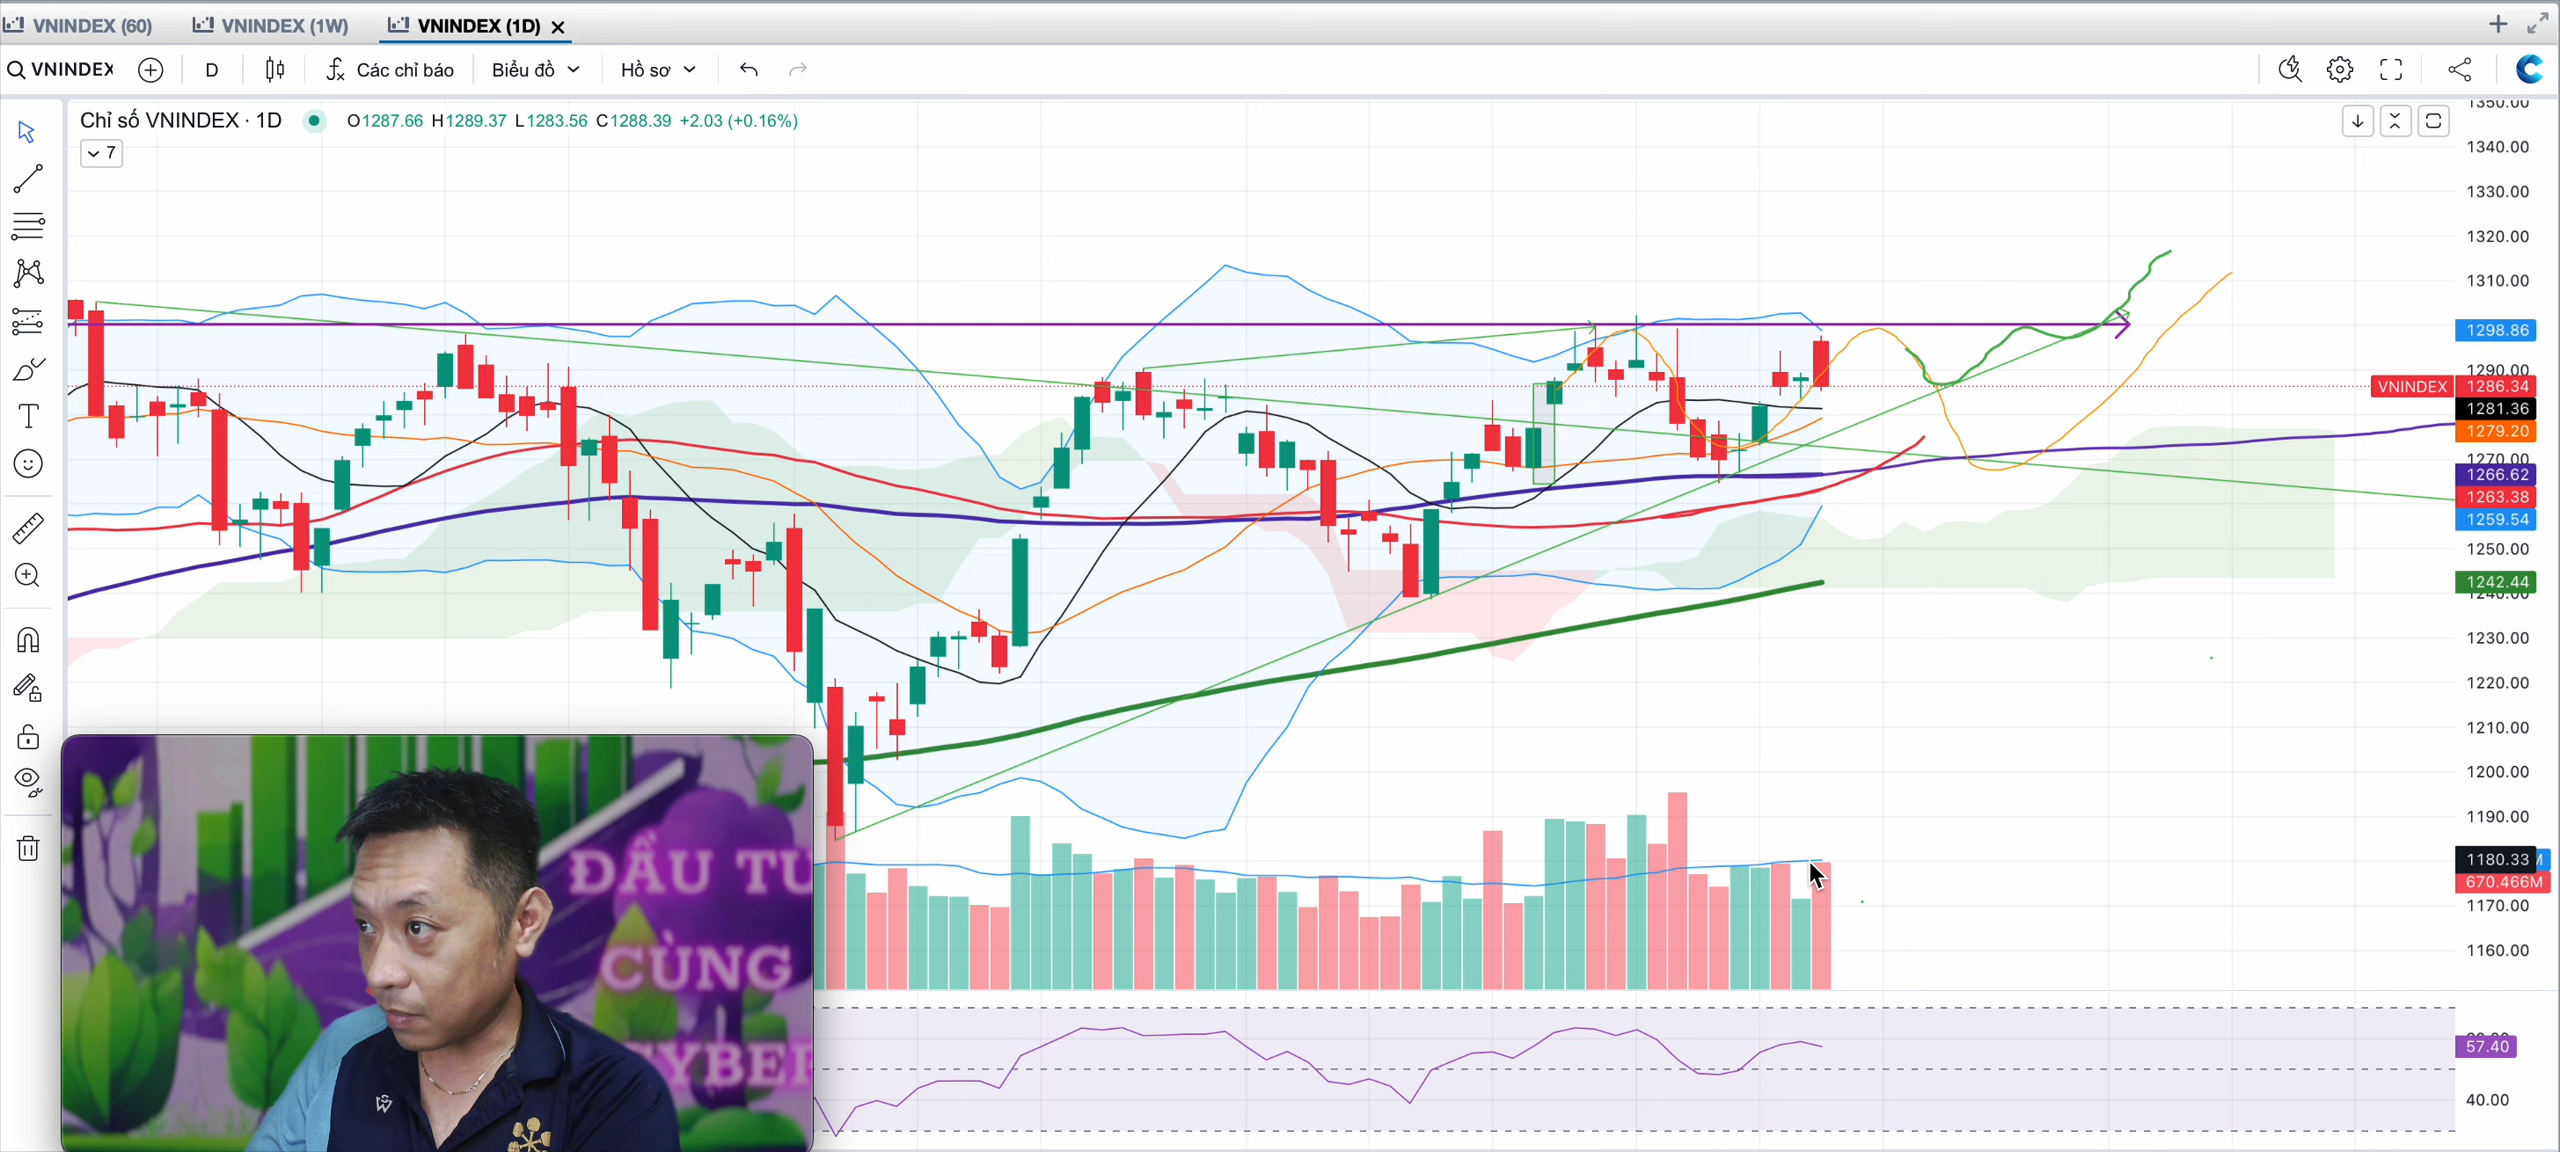 VNINDEX (60)
VNINDEX (1W)
VNINDEX (1D)
VNINDEX
D
Các chỉ báo
Biểu đồ
Hồ sơ
Chỉ số VNINDEX · 1D
O1287.66 H1289.37 L1283.56 C1288.39 +2.03 (+0.16%)
7
1350.00
1340.00
1330.00
1320.00
1310.00
1298.86
1290.00
VNINDEX 1286.34
1281.36
1279.20
1270.00
1266.62
1263.38
1259.54
1250.00
1242.44
1240.00
1230.00
1220.00
1210.00
1200.00
1190.00
1180.33 M
670.466M
1170.00
1160.00
57.40
40.00
ĐẦU TƯ
CÙNG
CYBER